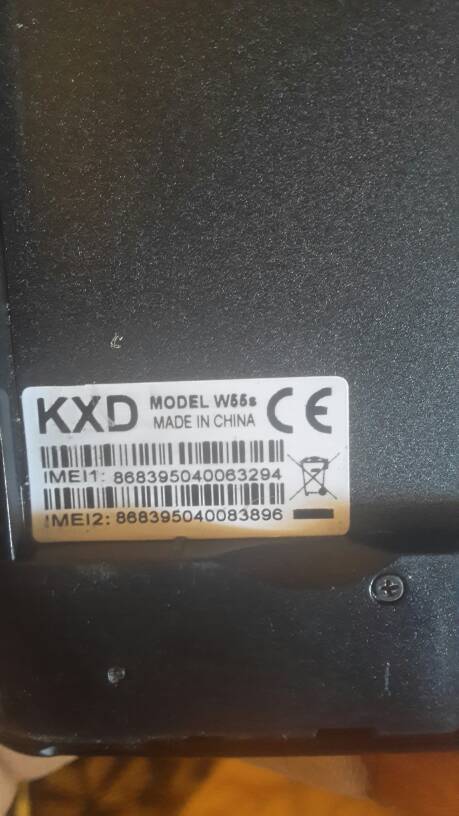 KXD MODEL W55s CE
MADE IN CHINA
IMEI1: 868395040063294
IMEI2: 868395040083896